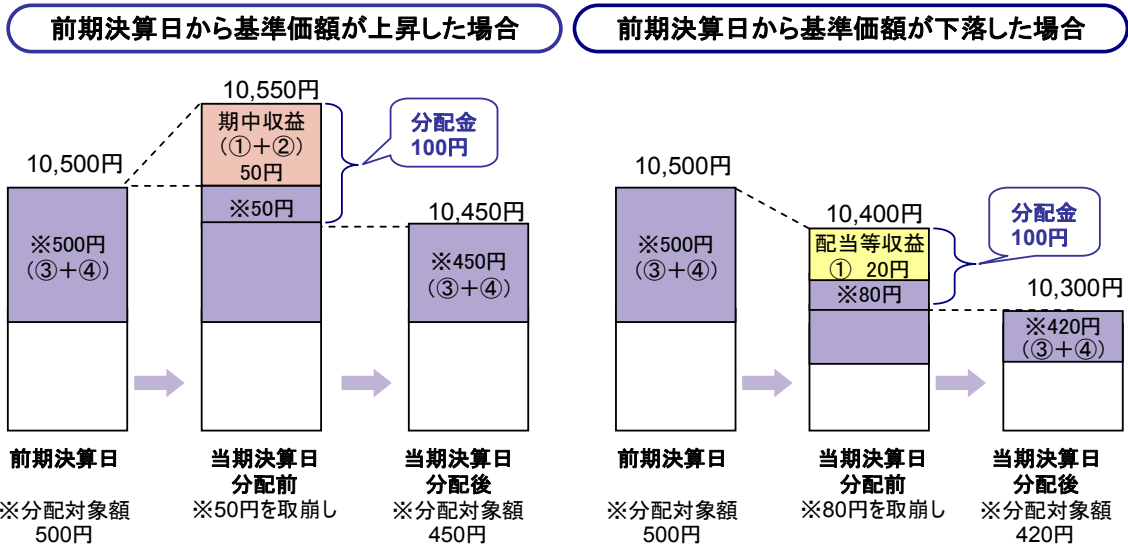 前期決算日から基準価額が上昇した場合
10,550円
期中収益
（①＋②）
50円
分配金
100円
10,500円
※50円
10,450円
※500円
（③＋④）
※450円
（③＋④）
前期決算日
当期決算日
分配前
当期決算日
分配後
※分配対象額
500円
※50円を取崩し
※分配対象額
450円
前期決算日から基準価額が下落した場合
10,500円
10,400円
分配金
100円
※500円
（③＋④）
配当等収益
① 20円
※80円
10,300円
※420円
（③＋④）
前期決算日
当期決算日
分配前
当期決算日
分配後
※分配対象額
500円
※80円を取崩し
※分配対象額
420円